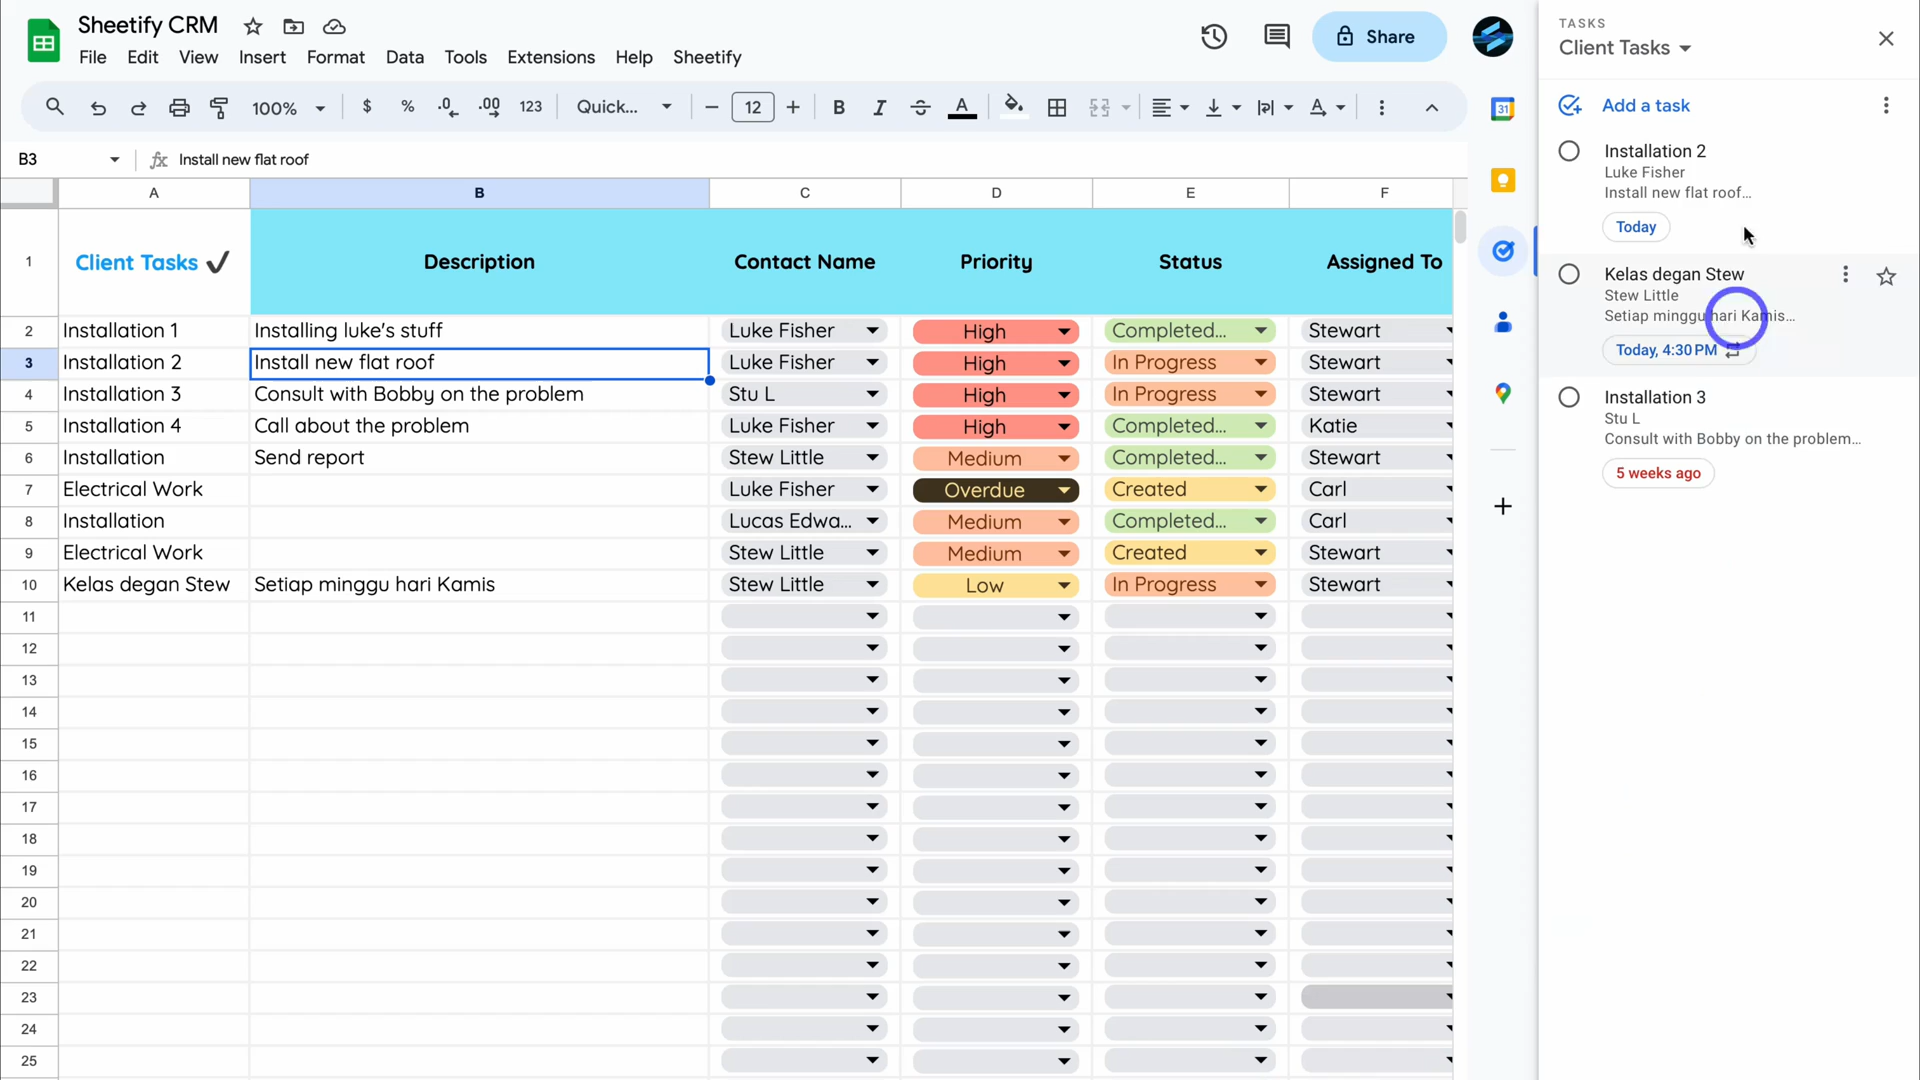 Sheetify CRM
File Edit View Insert Format Data Tools Extensions Help Sheetify
Share
100% $ % .0 .00 123 Quick... 12 B I S A
B3 fx Install new flat roof
A B C D E F
1 Client Tasks ✓ Description Contact Name Priority Status Assigned To
2 Installation 1 Installing luke's stuff Luke Fisher High Completed... Stewart
3 Installation 2 Install new flat roof Luke Fisher High In Progress Stewart
4 Installation 3 Consult with Bobby on the problem Stu L High In Progress Stewart
5 Installation 4 Call about the problem Luke Fisher High Completed... Katie
6 Installation Send report Stew Little Medium Completed... Stewart
7 Electrical Work Luke Fisher Overdue Created Carl
8 Installation Lucas Edwa... Medium Completed... Carl
9 Electrical Work Stew Little Medium Created Stewart
10 Kelas degan Stew Setiap minggu hari Kamis Stew Little Low In Progress Stewart
11
12
13
14
15
16
17
18
19
20
21
22
23
24
25
31
TASKS
Client Tasks
Add a task
Installation 2
Luke Fisher
Install new flat roof...
Today
Kelas degan Stew
Stew Little
Setiap minggu hari Kamis...
Today, 4:30 PM
Installation 3
Stu L
Consult with Bobby on the problem...
5 weeks ago